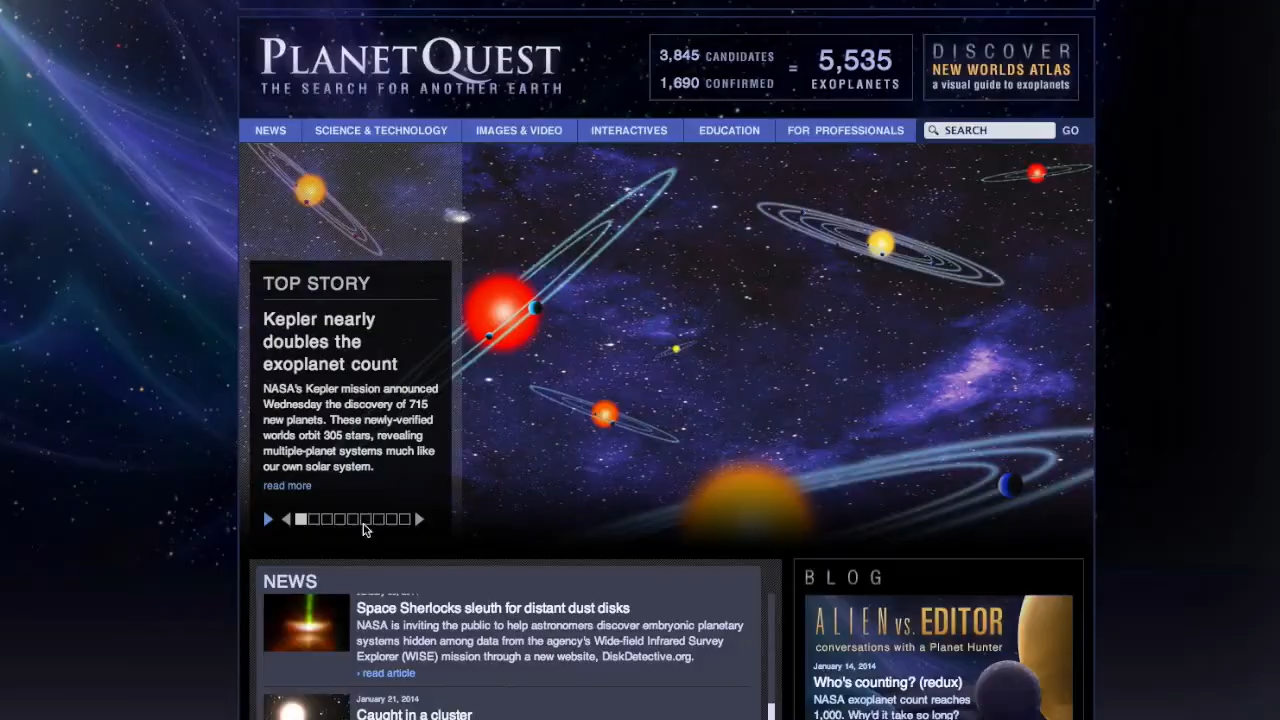 PLANETQUEST
THE SEARCH FOR ANOTHER EARTH
3,845 CANDIDATES
1,690 CONFIRMED
=
5,535
EXOPLANETS
DISCOVER
NEW WORLDS ATLAS
a visual guide to exoplanets
NEWS
SCIENCE & TECHNOLOGY
IMAGES & VIDEO
INTERACTIVES
EDUCATION
FOR PROFESSIONALS
SEARCH
GO
TOP STORY
Kepler nearly
doubles the
exoplanet count
NASA's Kepler mission announced
Wednesday the discovery of 715
new planets. These newly-verified
worlds orbit 305 stars, revealing
multiple-planet systems much like
our own solar system.
read more
NEWS
Space Sherlocks sleuth for distant dust disks
NASA is inviting the public to help astronomers discover embryonic planetary
systems hidden among data from the agency's Wide-field Infrared Survey
Explorer (WISE) mission through a new website, DiskDetective.org.
› read article
January 21, 2014
Caught in a cluster
BLOG
ALIEN VS. EDITOR
conversations with a Planet Hunter
January 14, 2014
Who's counting? (redux)
NASA exoplanet count reaches
1,000. Why'd it take so long?